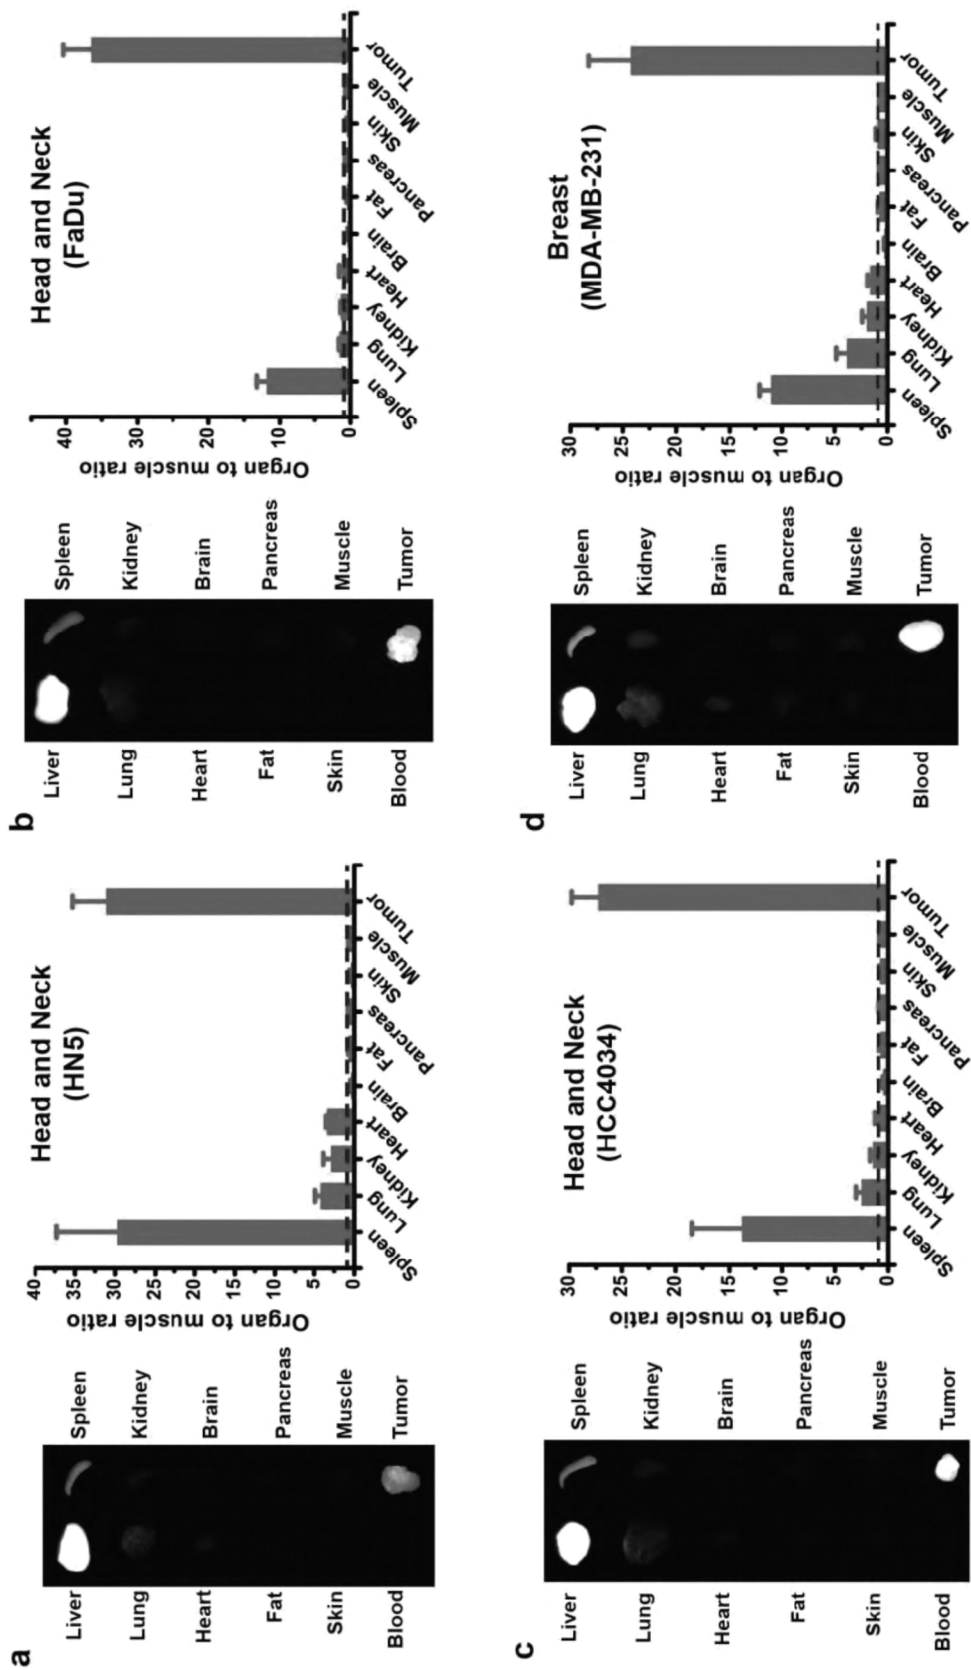 a
Liver
Lung
Heart
Fat
Skin
Blood
Spleen
Kidney
Brain
Pancreas
Muscle
Tumor
Head and Neck
(HN5)
Organ to muscle ratio
40
35
30
25
20
15
10
5
0
Spleen
Lung
Kidney
Heart
Brain
Fat
Pancreas
Skin
Muscle
Tumor
b
Liver
Lung
Heart
Fat
Skin
Blood
Spleen
Kidney
Brain
Pancreas
Muscle
Tumor
Head and Neck
(FaDu)
Organ to muscle ratio
40
30
20
10
0
Spleen
Lung
Kidney
Heart
Brain
Fat
Pancreas
Skin
Muscle
Tumor
c
Liver
Lung
Heart
Fat
Skin
Blood
Spleen
Kidney
Brain
Pancreas
Muscle
Tumor
Head and Neck
(HCC4034)
Organ to muscle ratio
30
25
20
15
10
5
0
Spleen
Lung
Kidney
Heart
Brain
Fat
Pancreas
Skin
Muscle
Tumor
d
Liver
Lung
Heart
Fat
Skin
Blood
Spleen
Kidney
Brain
Pancreas
Muscle
Tumor
Breast
(MDA-MB-231)
Organ to muscle ratio
30
25
20
15
10
5
0
Spleen
Lung
Kidney
Heart
Brain
Fat
Pancreas
Skin
Muscle
Tumor